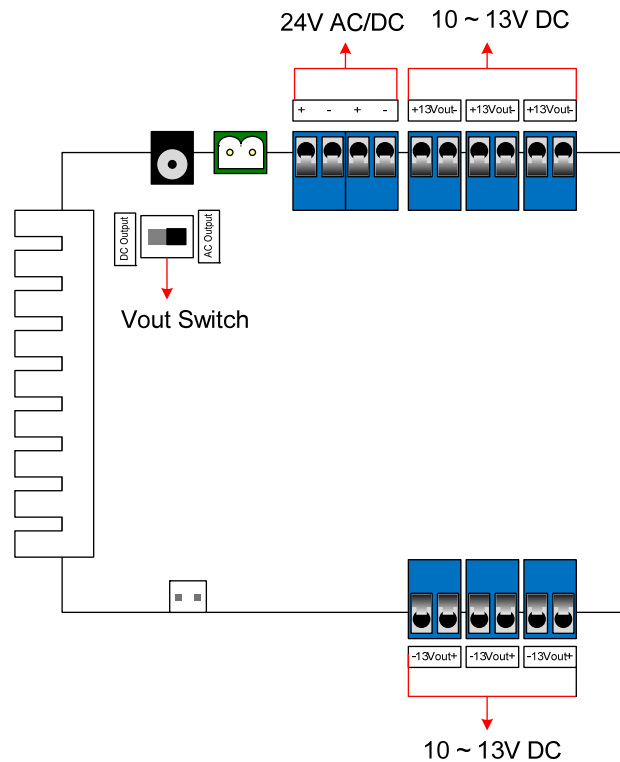 24V AC/DC
10 ~ 13V DC
+ - + -
+13Vout- +13Vout- +13Vout-
DC Output
AC Output
Vout Switch
-13Vout+ -13Vout+ -13Vout+
10 ~ 13V DC